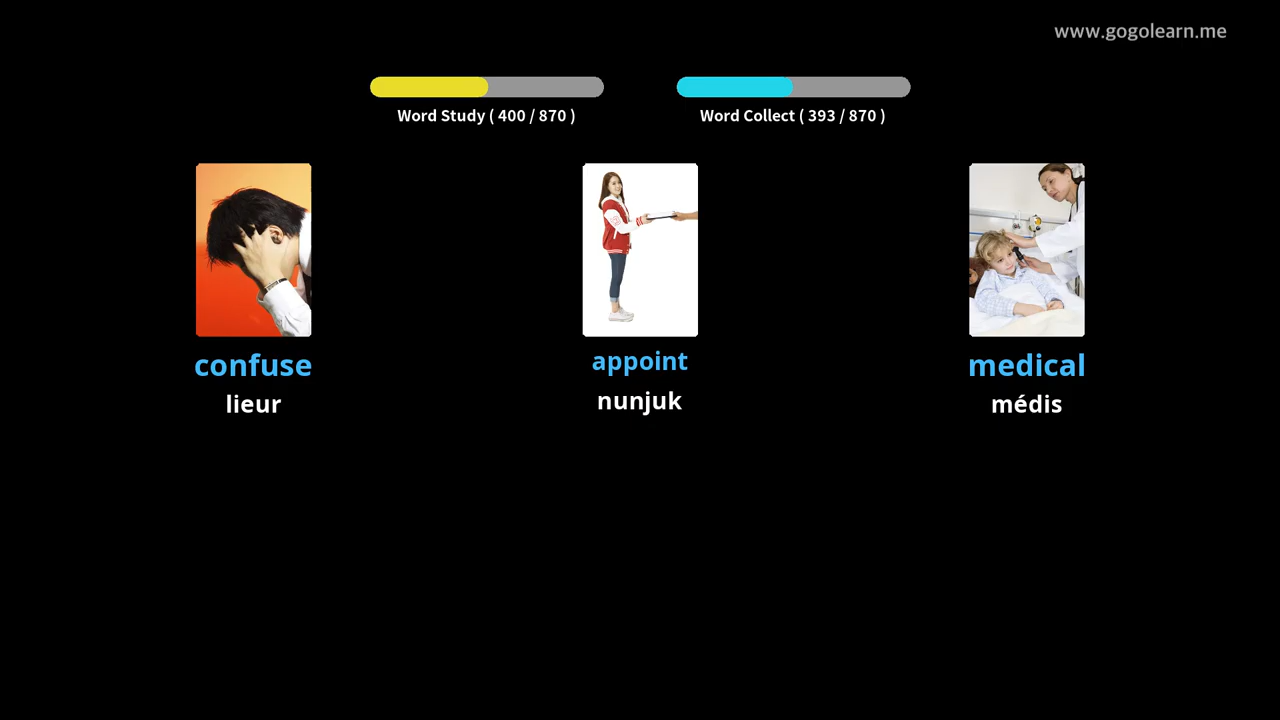 www.gogolearn.me
Word Study ( 400 / 870 )
Word Collect ( 393 / 870 )
confuse
lieur
appoint
nunjuk
medical
médis